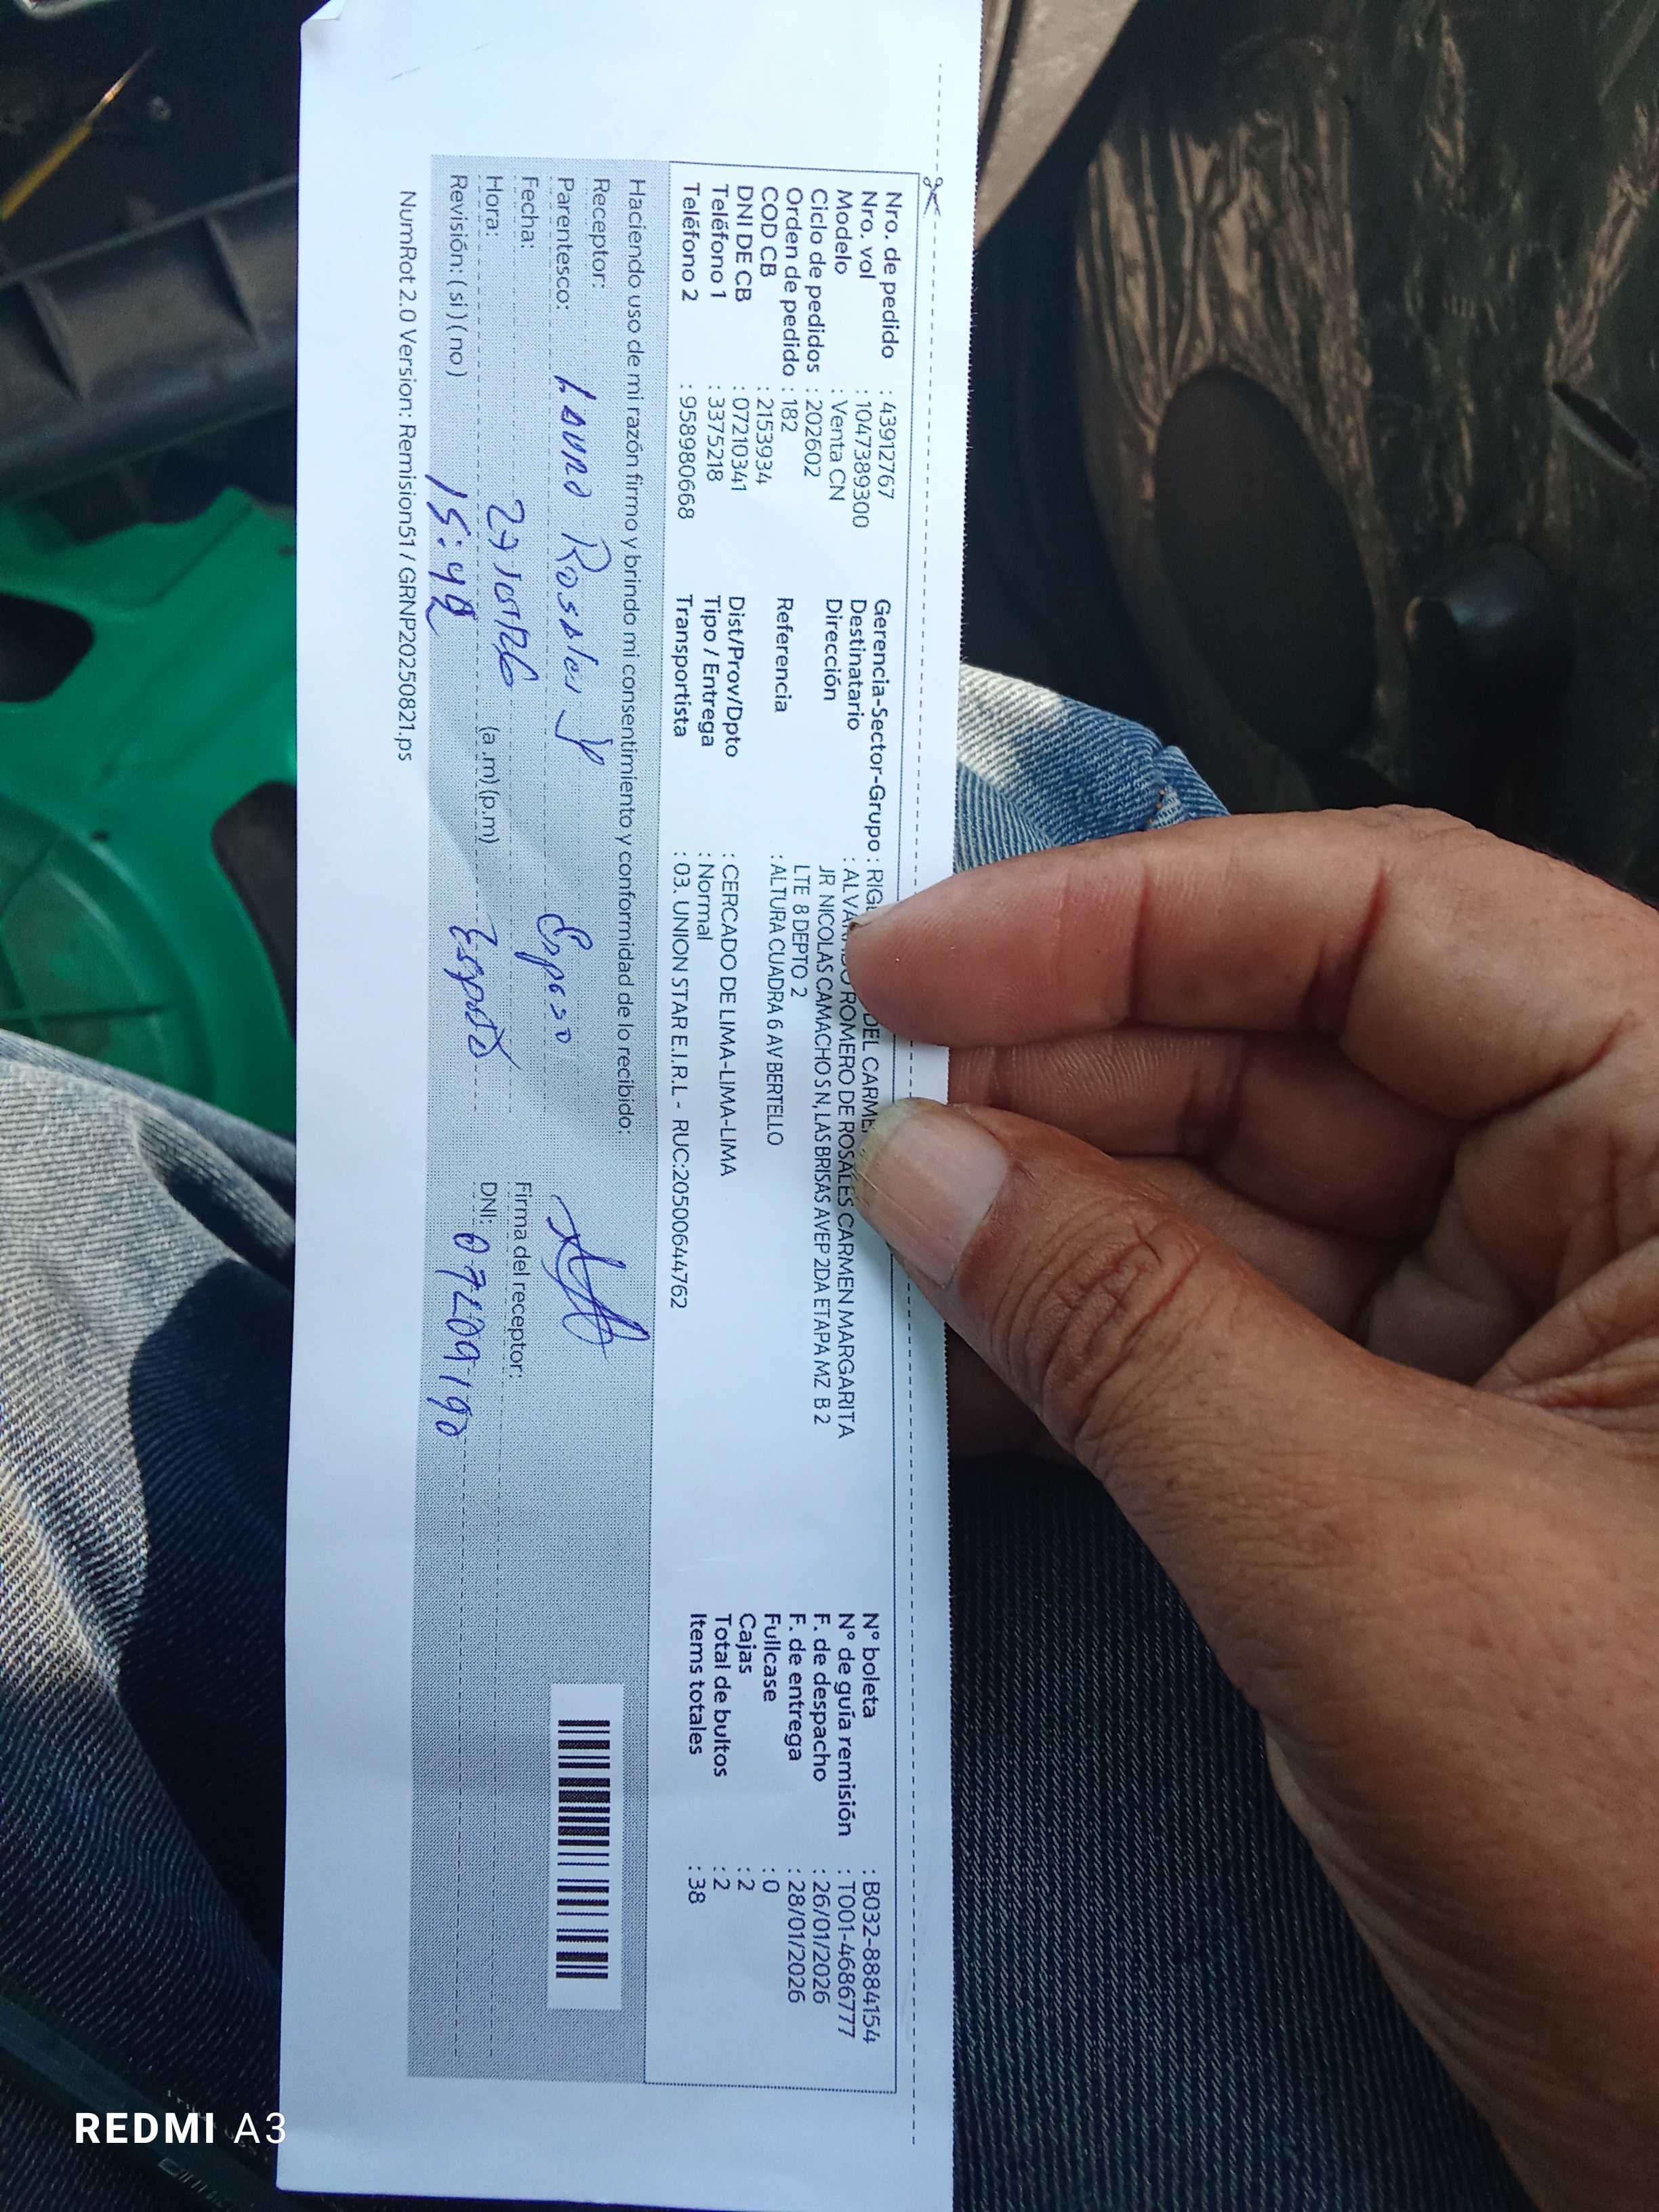 Nro. de pedido : 43912767
Nro. vol : 1047389300
Modelo : Venta CN
Ciclo de pedidos : 202602
Orden de pedido : 182
COD CB : 2153934
DNI DE CB : 07210341
Teléfono 1 : 3375218
Teléfono 2 : 958980668
Gerencia-Sector-Grupo : DEL
Destinatario : ROMERO DE ROSALES CARMEN MARGARITA
Dirección JR NICOLAS CAMACHO S N, LAS BRISAS AVEP 2DA ETAPA MZ B 2
LTE 8 DEPTO 2
Referencia : ALTURA CUADRA 6 AV BERTELLO
Dist/Prov/Dpto : CERCADO DE LIMA-LIMA-LIMA
Tipo / Entrega : Normal
Transportista : 03. UNION STAR E.I.R.L - RUC:20500644762
N° boleta : B032-8884154
N° de guía remisión : T001-4686777
F. de despacho : 26/01/2026
F. de entrega : 28/01/2026
Fullcase : 0
Cajas : 2
Total de bultos : 2
Items totales : 38
Haciendo uso de mi razón firmo y brindo mi consentimiento y conformidad de lo recibido:
Receptor:
Parentesco: Rosales Esposo
Fecha:
Firma del receptor:
Hora: (a.m)(p.m)
DNI:
Revisión: (si)(no) 15:42
NumRot 2.0 Version: Remision51 / GRNP20250821.ps
REDMI A3